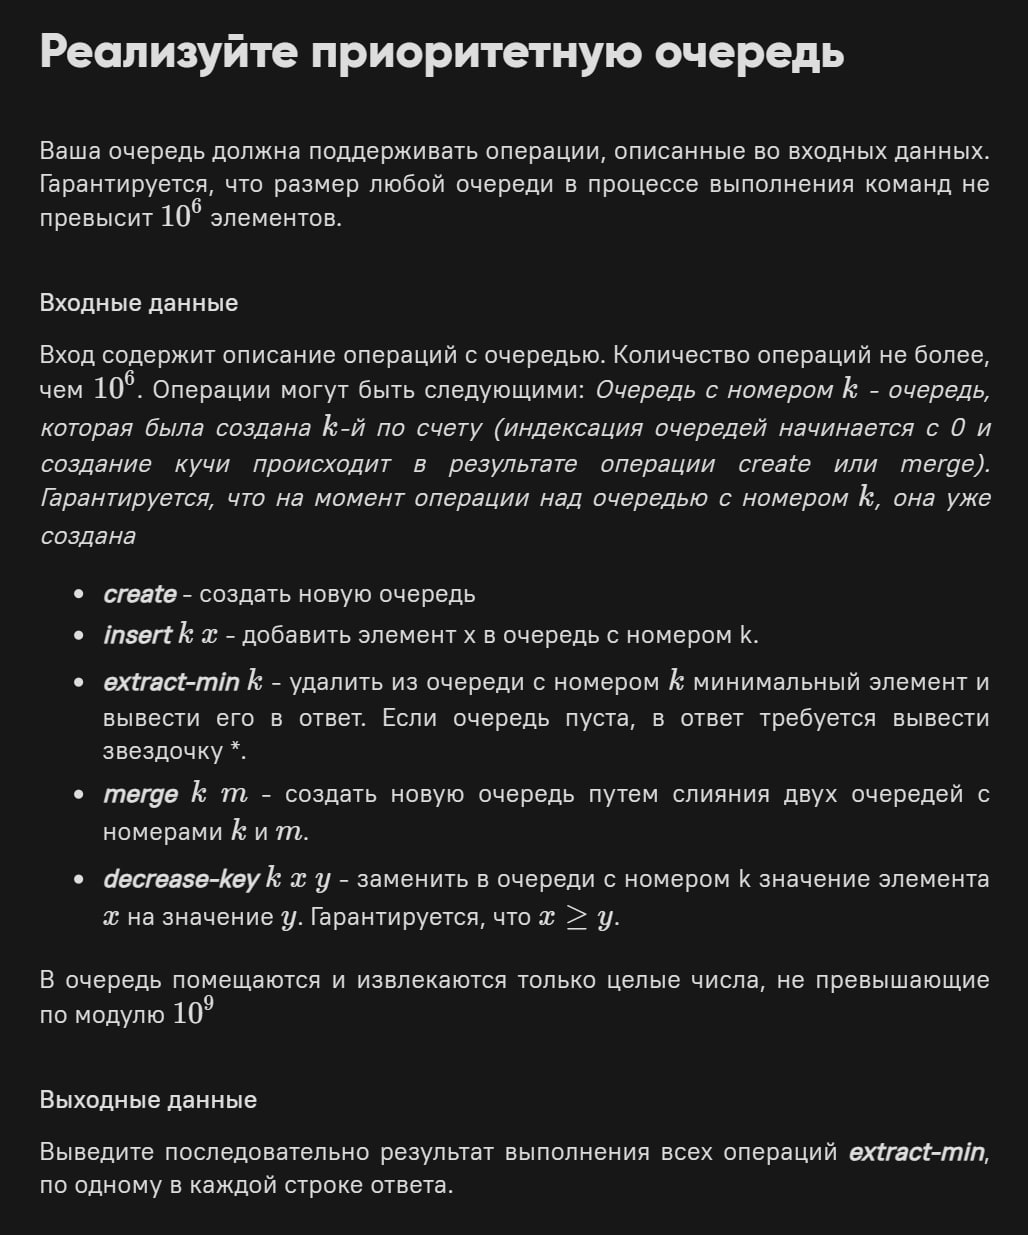 Реализуйте приоритетную очередь
Ваша очередь должна поддерживать операции, описанные во входных данных.
Гарантируется, что размер любой очереди в процессе выполнения команд не
превысит 10^6 элементов.
Входные данные
Вход содержит описание операций с очередью. Количество операций не более,
чем 10^6. Операции могут быть следующими: Очередь с номером k - очередь,
которая была создана k-й по счету (индексация очередей начинается с 0 и
создание кучи происходит в результате операции create или merge).
Гарантируется, что на момент операции над очередью с номером k, она уже
создана
• create - создать новую очередь
• insert k x - добавить элемент x в очередь с номером k.
• extract-min k - удалить из очереди с номером k минимальный элемент и
вывести его в ответ. Если очередь пуста, в ответ требуется вывести
звездочку *.
• merge k m - создать новую очередь путем слияния двух очередей с
номерами k и m.
• decrease-key k x y - заменить в очереди с номером k значение элемента
x на значение y. Гарантируется, что x ≥ y.
В очередь помещаются и извлекаются только целые числа, не превышающие
по модулю 10^9
Выходные данные
Выведите последовательно результат выполнения всех операций extract-min,
по одному в каждой строке ответа.